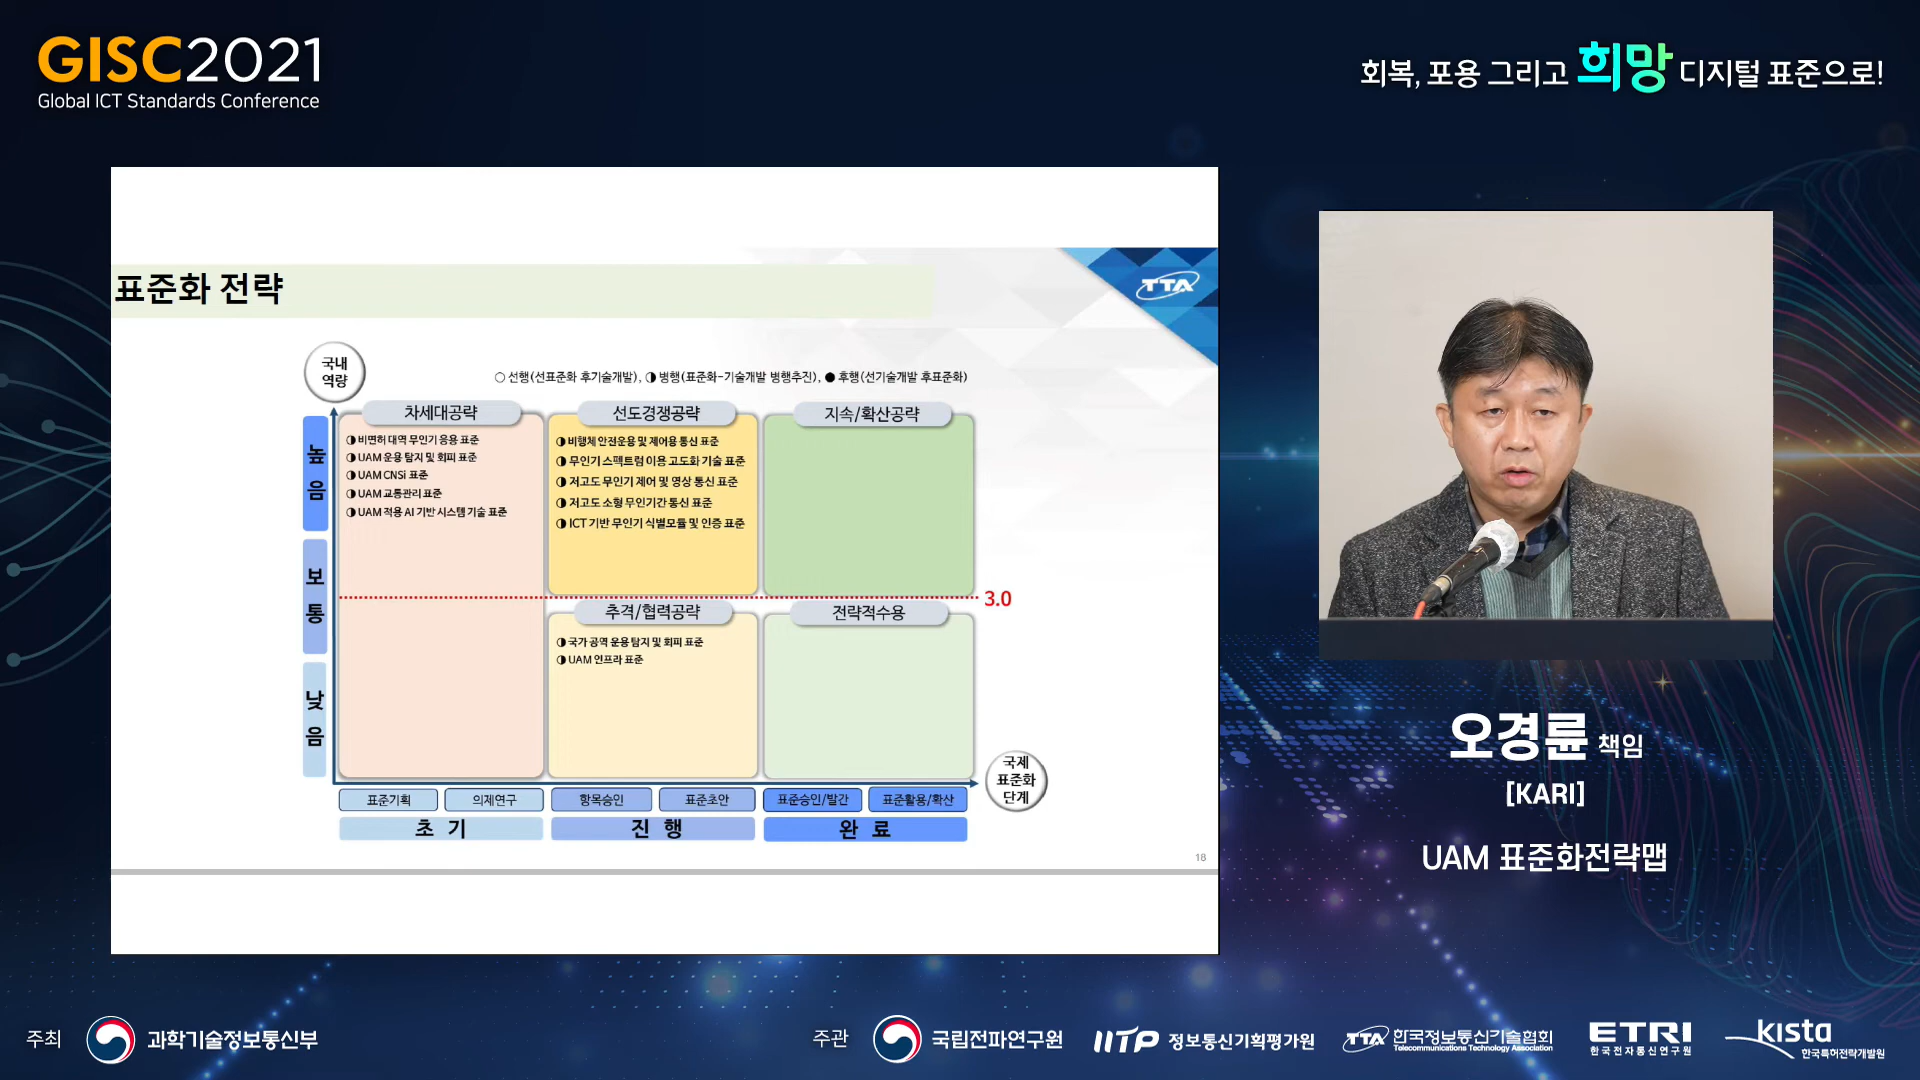 GISC2021
Global ICT Standards Conference
회복, 포용 그리고 희망 디지털 표준으로!
표준화 전략
TTA
국내
역량
○ 선행(선표준화 후기술개발), ◑ 병행(표준화-기술개발 병행추진), ● 후행(선기술개발 후표준화)
높음
보통
낮음
차세대공략
◑ 비면허 대역 무인기 응용 표준
◑ UAM 운용 탐지 및 회피 표준
◑ UAM CNSi 표준
◑ UAM 교통관리 표준
◑ UAM 적용 AI 기반 시스템 기술 표준
선도경쟁공략
◑ 비행체 안전운용 및 제어용 통신 표준
◑ 무인기 스펙트럼 이용 고도화 기술 표준
◑ 저고도 무인기 제어 및 영상 통신 표준
◑ 저고도 소형 무인기간 통신 표준
◑ ICT 기반 무인기 식별모듈 및 인증 표준
지속/확산공략
3.0
추격/협력공략
◑ 국가 공역 운용 탐지 및 회피 표준
◑ UAM 인프라 표준
전략적수용
국제
표준화
단계
표준기획 의제연구 항목승인 표준초안 표준승인/발간 표준활용/확산
초 기 진 행 완 료
18
오경륜 책임
[KARI]
UAM 표준화전략맵
주최 과학기술정보통신부
주관 국립전파연구원
IITP 정보통신기획평가원
TTA 한국정보통신기술협회
Telecommunications Technology Association
ETRI
한국전자통신연구원
kista
한국특허전략개발원